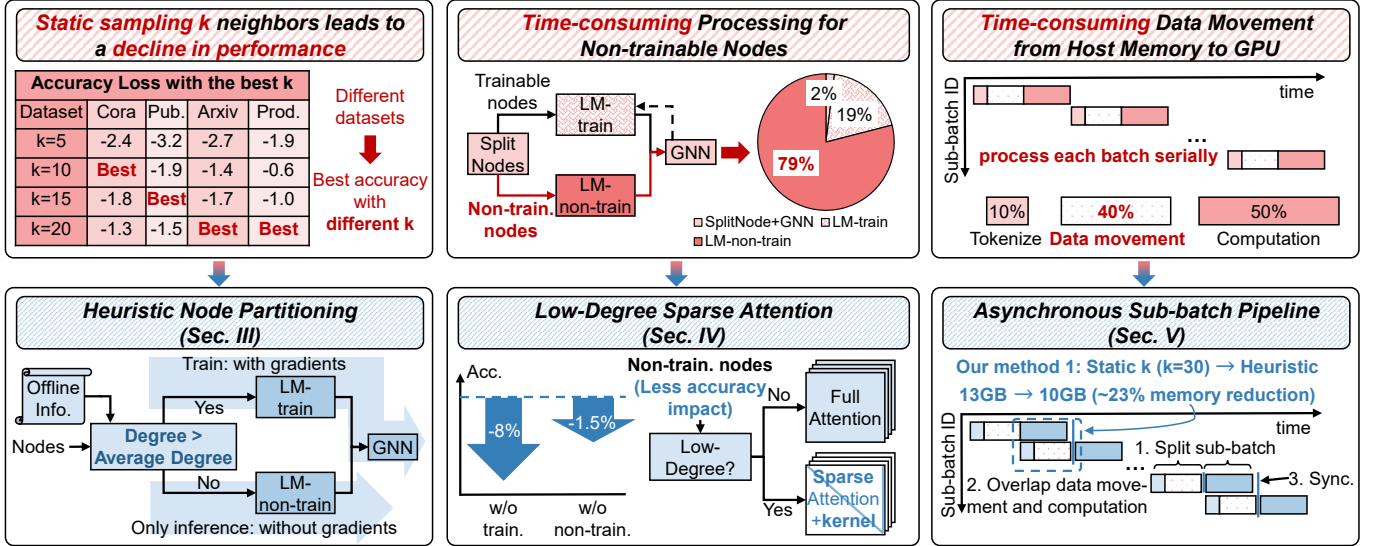 Static sampling k neighbors leads to
a decline in performance
Accuracy Loss with the best k
Dataset Cora Pub. Arxiv Prod.
k=5 -2.4 -3.2 -2.7 -1.9
k=10 Best -1.9 -1.4 -0.6
k=15 -1.8 Best -1.7 -1.0
k=20 -1.3 -1.5 Best Best
Different
datasets
Best accuracy
with
different k
Time-consuming Processing for
Non-trainable Nodes
Trainable
nodes
LM-
train
Split
Nodes
GNN
LM-
non-train
Non-train.
nodes
2%
19%
79%
SplitNode+GNN LM-train
LM-non-train
Time-consuming Data Movement
from Host Memory to GPU
Sub-batch ID
time
...
process each batch serially
10% 40% 50%
Tokenize Data movement Computation
Heuristic Node Partitioning
(Sec. III)
Train: with gradients
Offline
Info.
Yes
LM-
train
Nodes
Degree >
Average Degree
GNN
No
LM-
non-train
Only inference: without gradients
Low-Degree Sparse Attention
(Sec. IV)
Acc.
-8%
-1.5%
w/o
train.
w/o
non-train.
Non-train. nodes
(Less accuracy
impact)
No
Full
Attention
Low-
Degree?
Yes
Sparse
Attention
+kernel
Asynchronous Sub-batch Pipeline
(Sec. V)
Our method 1: Static k (k=30) → Heuristic
13GB → 10GB (~23% memory reduction)
Sub-batch ID
time
1. Split sub-batch
...
2. Overlap data move-
ment and computation
3. Sync.